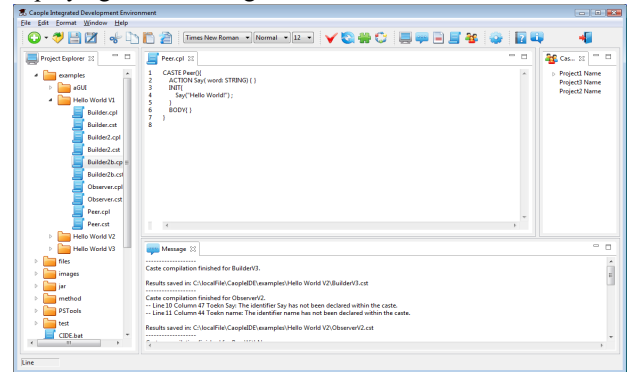 Caople Integrated Development Environment
File Edit Format Window Help
Times New Roman Normal 12
Project Explorer
examples
aGUI
Hello World V1
Builder.cpl
Builder.cst
Builder2.cpl
Builder2.cst
Builder2b.cp
Builder2b.cst
Observer.cpl
Observer.cst
Peer.cpl
Peer.cst
Hello World V2
Hello World V3
files
images
jar
method
PSTools
test
CIDE.bat
Peer.cpl
1 CASTE Peer(){
2 ACTION Say( word: STRING) { }
3 INIT{
4 Say("Hello World!") ;
5 }
6 BODY{ }
7 }
8
Cas...
Project1 Name
Project3 Name
Project2 Name
Message
--------------------
Caste compilation finished for BuilderV3.
Results saved in: C:\localFile\CaopleIDE\examples\Hello World V2\BuilderV3.cst
--------------------
Caste compilation finished for ObserverV2.
-- Line 10 Column 47 Toekn Say: The identifier Say has not been declared within the caste.
-- Line 11 Column 44 Toekn name: The identifier name has not been declared within the caste.
Results saved in: C:\localFile\CaopleIDE\examples\Hello World V2\ObserverV2.cst
--------------------
Line